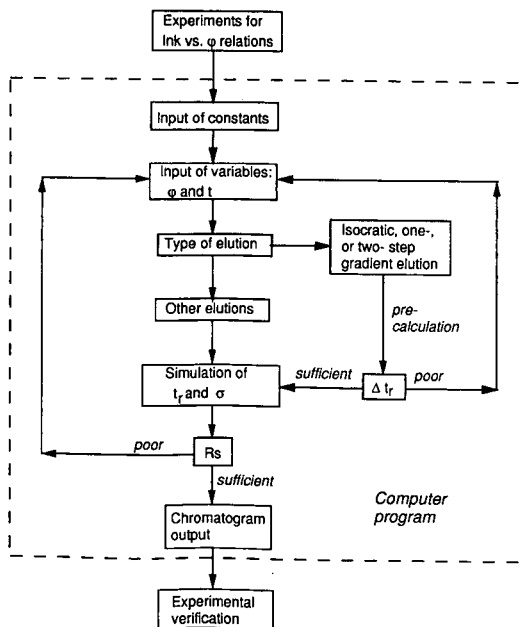 Experiments for
lnk vs. φ relations
Input of constants
Input of variables:
φ and t
Type of elution
Isocratic, one-,
or two- step
gradient elution
Other elutions
pre-
calculation
Simulation of
tr and σ
sufficient
Δ tr
poor
poor
Rs
sufficient
Chromatogram
output
Computer
program
Experimental
verification